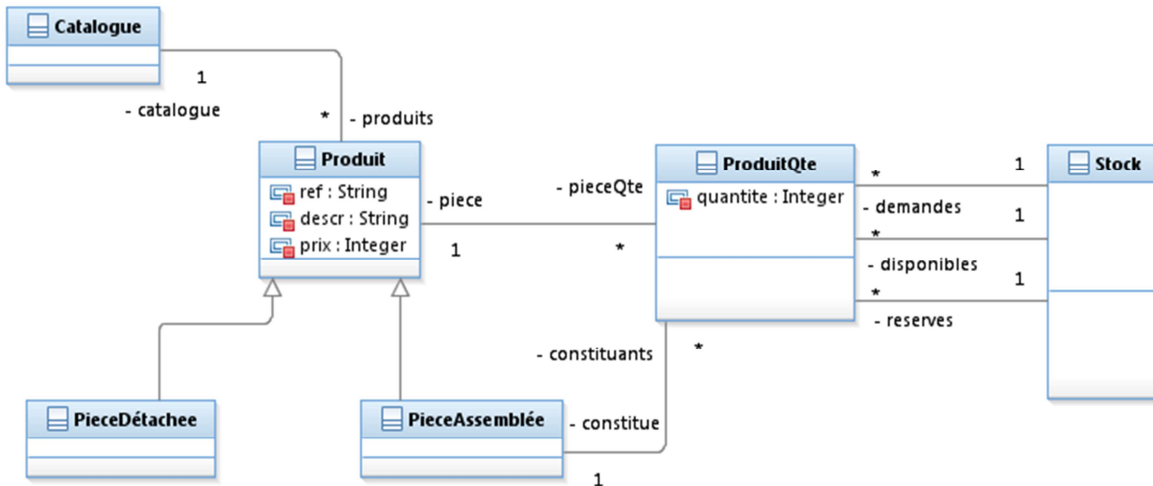 Catalogue
1
- catalogue
*
- produits
Produit
ref : String
descr : String
prix : Integer
- piece
1
- pieceQte
*
ProduitQte
quantite : Integer
*
1
- demandes
*
1
- disponibles
*
1
- reserves
Stock
- constituants
*
PieceDétachee
PieceAssemblée
- constitue
1